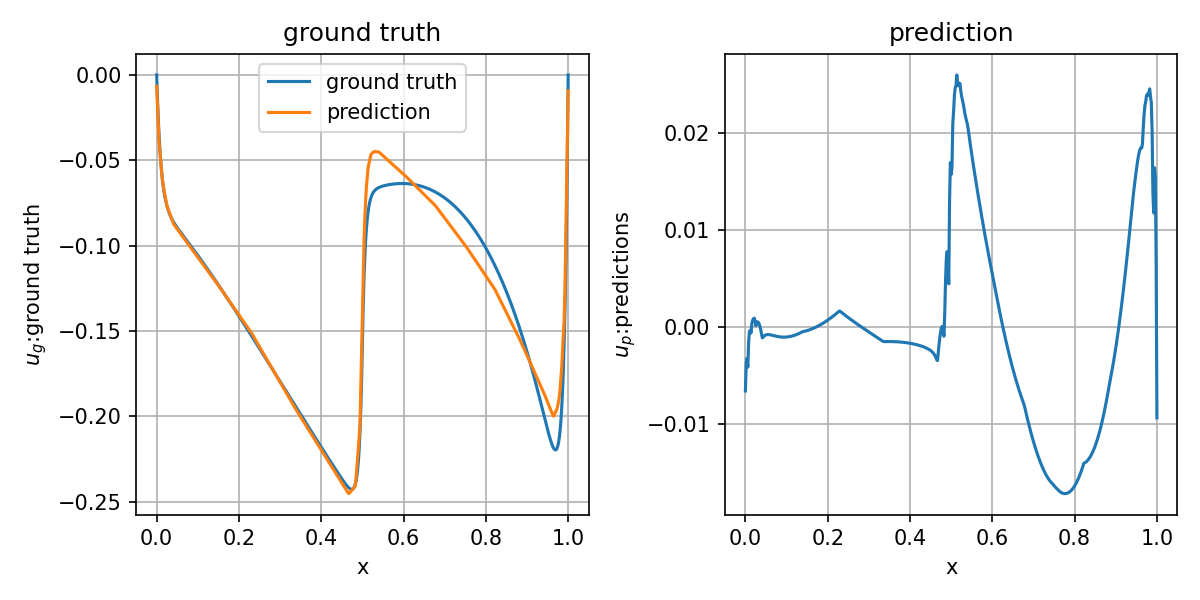 ground truth
ground truth
prediction
0.00
−0.05
−0.10
−0.15
−0.20
−0.25
u_g:ground truth
0.0 0.2 0.4 0.6 0.8 1.0
x
prediction
0.02
0.01
0.00
−0.01
u_p:predictions
0.0 0.2 0.4 0.6 0.8 1.0
x